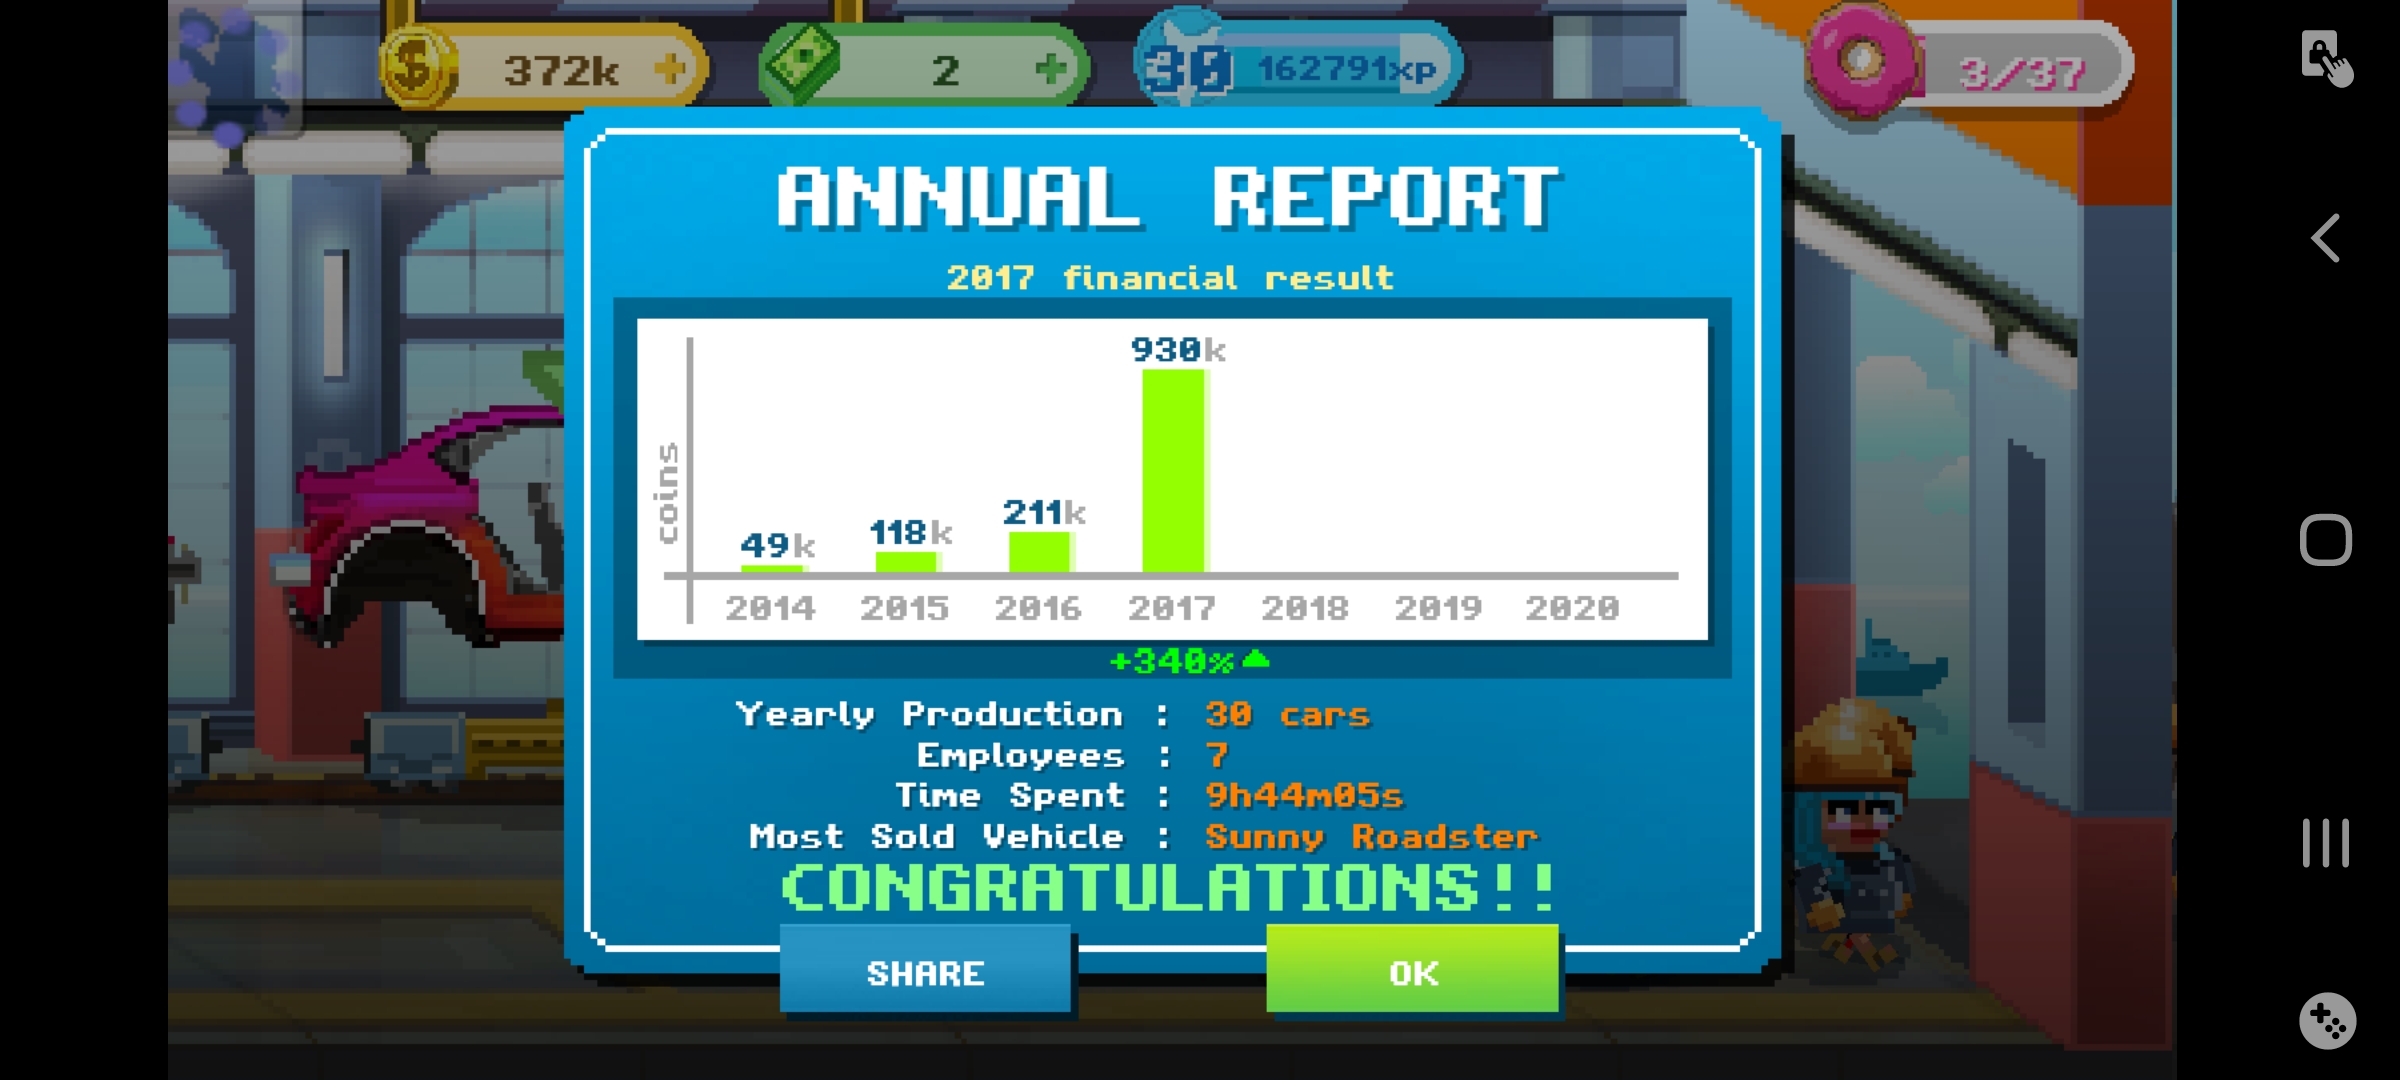 372k +
2 +
30 162791xp
3/37
ANNUAL REPORT
2017 financial result
coins
930k
211k
118k
49k
2014 2015 2016 2017 2018 2019 2020
+340%
Yearly Production : 30 cars
Employees : 7
Time Spent : 9h44m05s
Most Sold Vehicle : Sunny Roadster
CONGRATULATIONS!!
SHARE OK